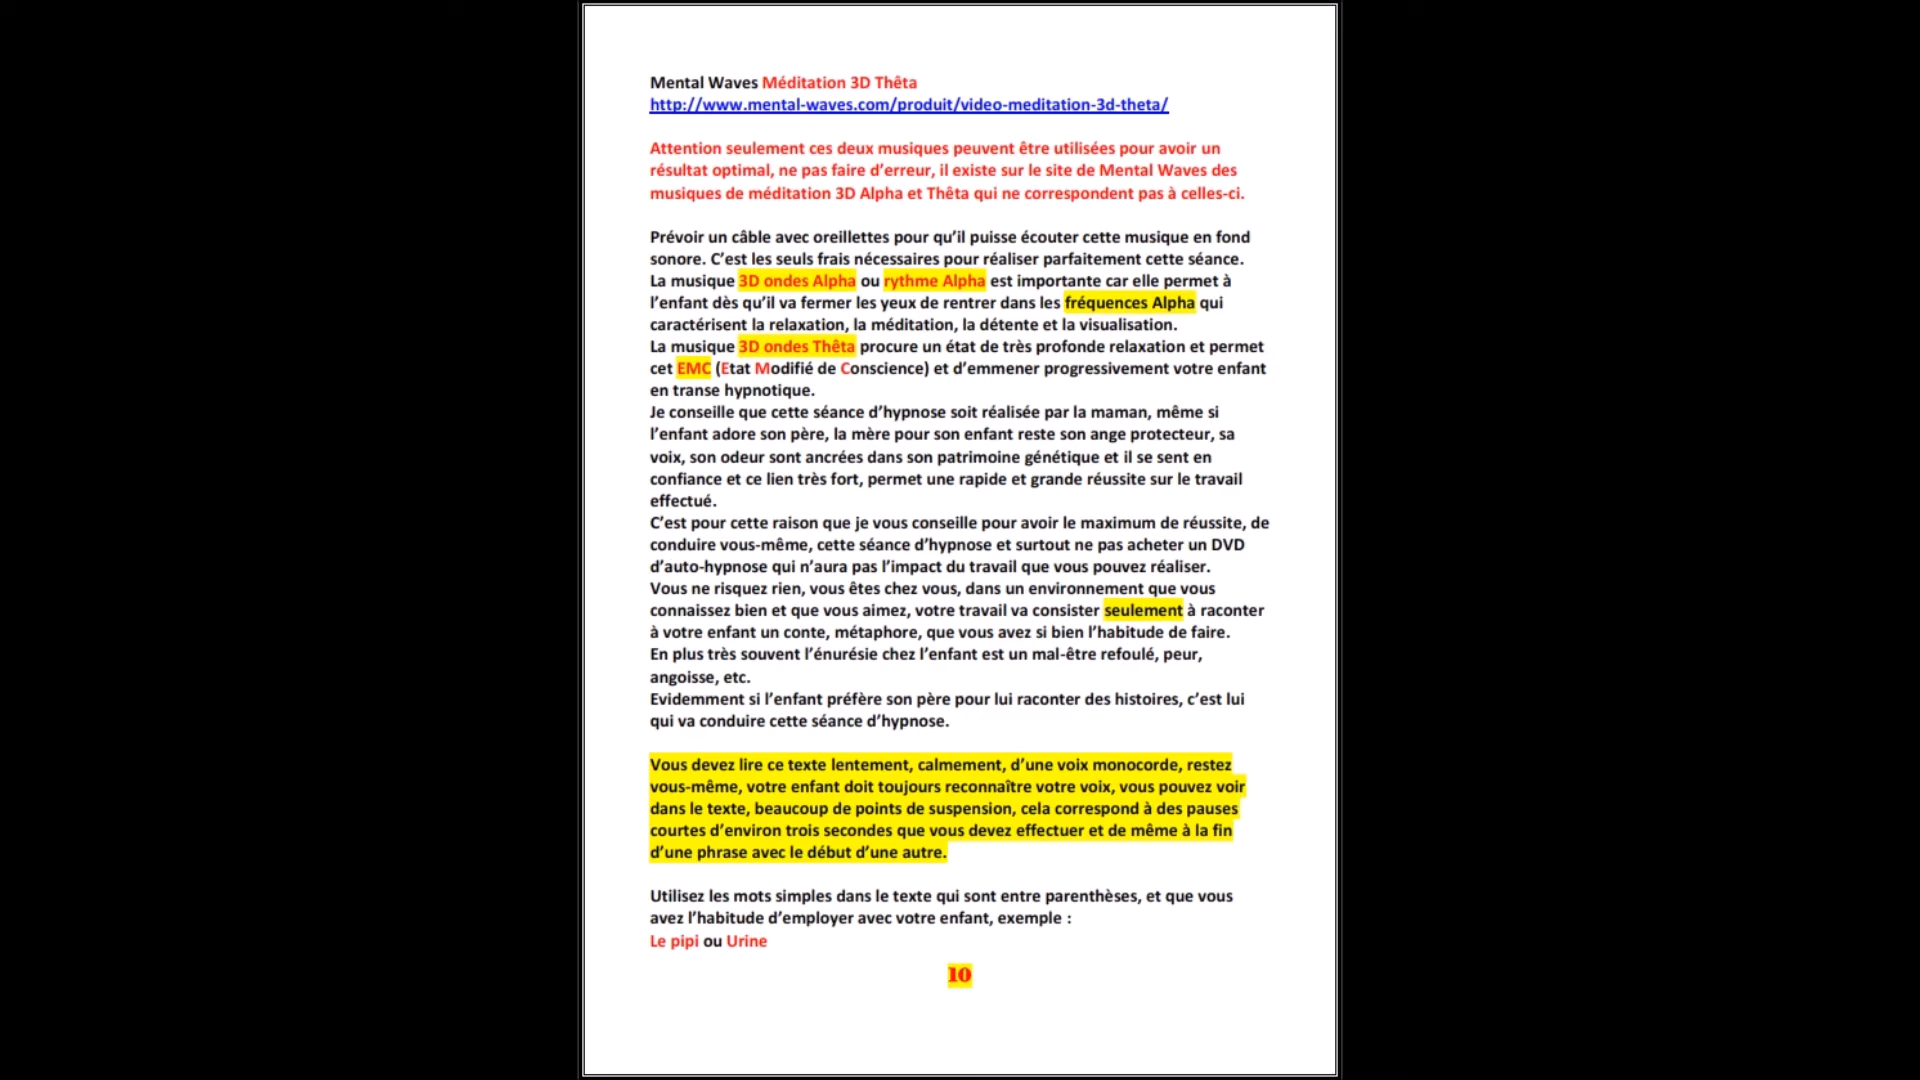 Mental Waves Méditation 3D Thêta
http://www.mental-waves.com/produit/video-meditation-3d-theta/
Attention seulement ces deux musiques peuvent être utilisées pour avoir un
résultat optimal, ne pas faire d’erreur, il existe sur le site de Mental Waves des
musiques de méditation 3D Alpha et Thêta qui ne correspondent pas à celles-ci.
Prévoir un câble avec oreillettes pour qu’il puisse écouter cette musique en fond
sonore. C’est les seuls frais nécessaires pour réaliser parfaitement cette séance.
La musique 3D ondes Alpha ou rythme Alpha est importante car elle permet à
l’enfant dès qu’il va fermer les yeux de rentrer dans les fréquences Alpha qui
caractérisent la relaxation, la méditation, la détente et la visualisation.
La musique 3D ondes Thêta procure un état de très profonde relaxation et permet
cet EMC (Etat Modifié de Conscience) et d’emmener progressivement votre enfant
en transe hypnotique.
Je conseille que cette séance d’hypnose soit réalisée par la maman, même si
l’enfant adore son père, la mère pour son enfant reste son ange protecteur, sa
voix, son odeur sont ancrées dans son patrimoine génétique et il se sent en
confiance et ce lien très fort, permet une rapide et grande réussite sur le travail
effectué.
C’est pour cette raison que je vous conseille pour avoir le maximum de réussite, de
conduire vous-même, cette séance d’hypnose et surtout ne pas acheter un DVD
d’auto-hypnose qui n’aura pas l’impact du travail que vous pouvez réaliser.
Vous ne risquez rien, vous êtes chez vous, dans un environnement que vous
connaissez bien et que vous aimez, votre travail va consister seulement à raconter
à votre enfant un conte, métaphore, que vous avez si bien l’habitude de faire.
En plus très souvent l’énurésie chez l’enfant est un mal-être refoulé, peur,
angoisse, etc.
Evidemment si l’enfant préfère son père pour lui raconter des histoires, c’est lui
qui va conduire cette séance d’hypnose.
Vous devez lire ce texte lentement, calmement, d’une voix monocorde, restez
vous-même, votre enfant doit toujours reconnaître votre voix, vous pouvez voir
dans le texte, beaucoup de points de suspension, cela correspond à des pauses
courtes d’environ trois secondes que vous devez effectuer et de même à la fin
d’une phrase avec le début d’une autre.
Utilisez les mots simples dans le texte qui sont entre parenthèses, et que vous
avez l’habitude d’employer avec votre enfant, exemple :
Le pipi ou Urine
10